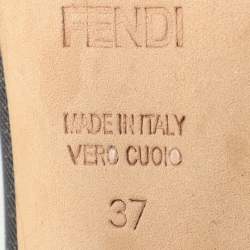 FENDI
MADE IN ITALY
VERO CUOIO
37